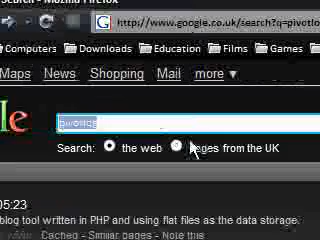 Search - Mozilla Firefox
http://www.google.co.uk/search?q=pivotlo
Computers Downloads Education Films Games
Maps News Shopping Mail more ▼
le
Search: the web pages from the UK
05:23
blog tool written in PHP and using flat files as the data storage.
Cached - Similar pages - Note this